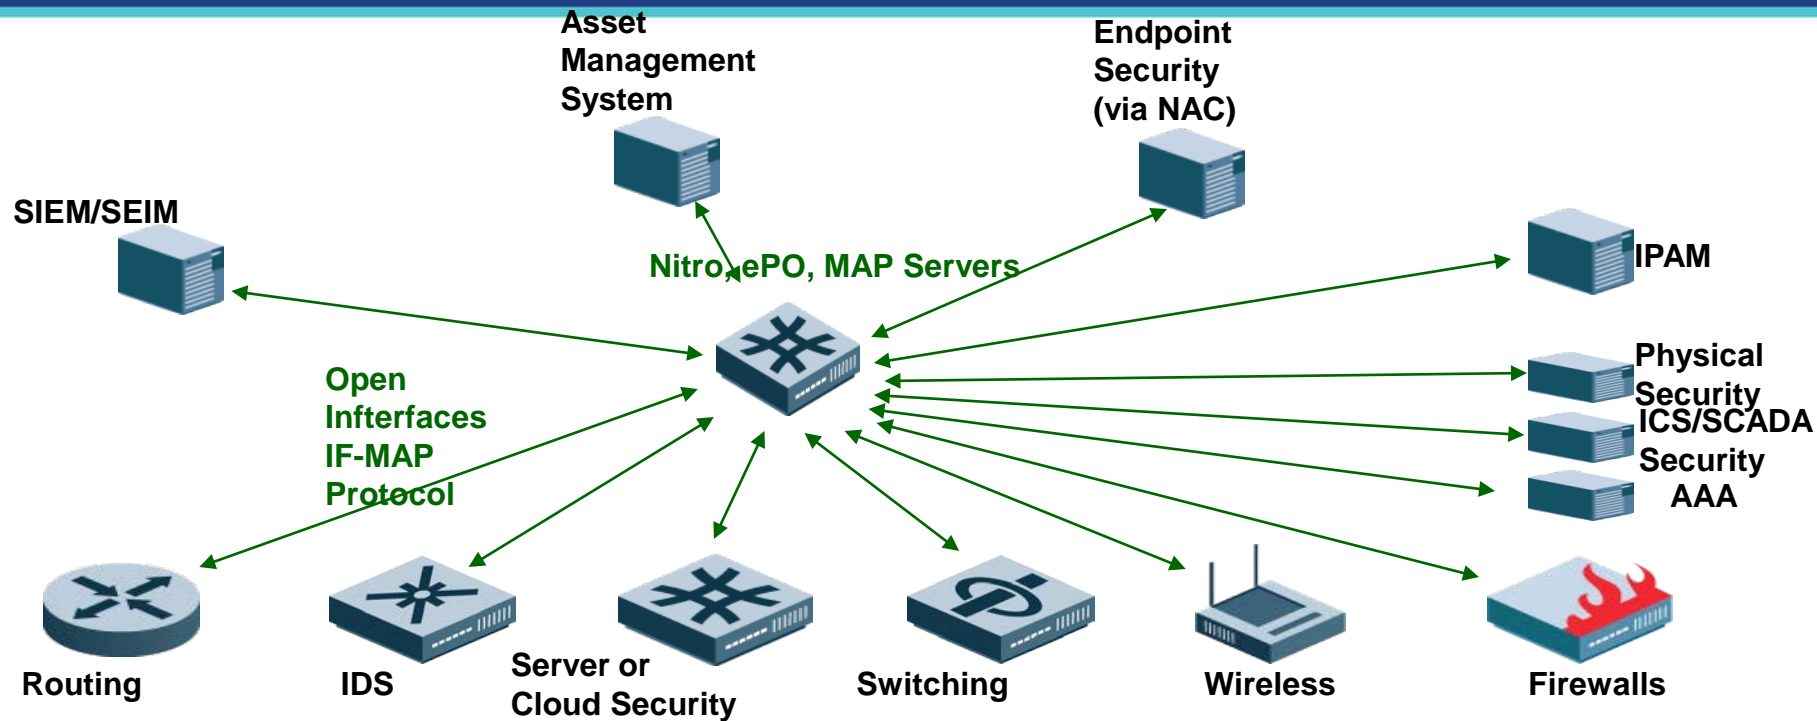 Asset
Management
System
Endpoint
Security
(via NAC)
SIEM/SEIM
Nitro, ePO, MAP Servers
IPAM
Open
Infterfaces
IF-MAP
Protocol
Physical
Security
ICS/SCADA
Security
AAA
Routing
IDS
Server or
Cloud Security
Switching
Wireless
Firewalls